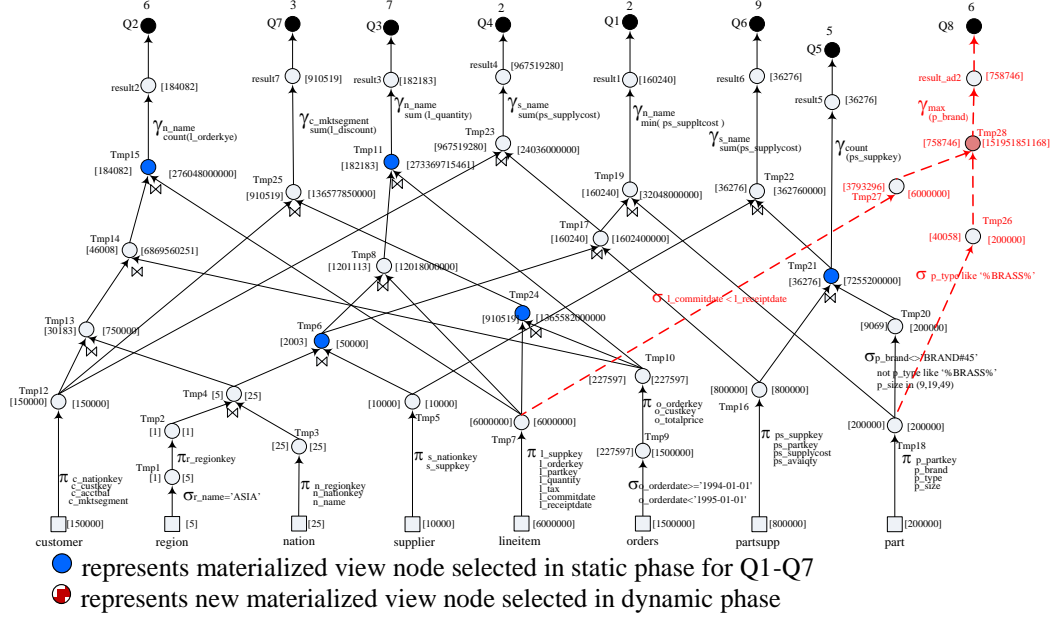 6 3 7 2 2 9 5 6
Q2 Q7 Q3 Q4 Q1 Q6 Q5 Q8
result2 [184082]
result7 [910519]
result3 [182183]
result4 [967519280]
result1 [160240]
result6 [36276]
result5 [36276]
result_ad2 [758746]
γn_name
count(l_orderkye)
γc_mktsegment
sum(l_discount)
γn_name
sum (l_quantity)
γs_name
sum(ps_supplycost)
γn_name
min( ps_suppltcost )
γs_name
sum(ps_supplycost)
γcount
(ps_suppkey)
γmax
(p_brand)
Tmp15
[184082] [276048000000]
⋈
Tmp25
[910519] [136577850000]
⋈
Tmp11
[182183] [273369715461]
⋈
Tmp23
[967519280] [24036000000]
⋈
Tmp19
[160240] [32048000000]
⋈
Tmp22
[36276] [362760000]
⋈
Tmp28
[758746] [151951851168]
[3793296] [6000000]
Tmp27
Tmp26
[40058] [200000]
σ p_type like ‘%BRASS%’
Tmp14
[46008] [6869560251]
⋈
Tmp8
[1201113] [12018000000]
⋈
Tmp17
[160240] [1602400000]
⋈
Tmp21
[36276] [7255200000]
⋈
σ l_commitdate < l_receiptdate
Tmp13
[30183] [750000]
⋈
Tmp6
[2003] [50000]
⋈
Tmp24
[910519] [1365582000000
⋈
Tmp20
[9069] [200000]
σp_brand<>'BRAND#45'
not p_type like ‘%BRASS%’
p_size in (9,19,49)
Tmp12
[150000] [150000]
Tmp4 [5] [25]
⋈
[10000] [10000]
Tmp5
[6000000] [6000000]
Tmp7
Tmp10
[227597] [227597]
[800000] [800000]
Tmp16
[200000] [200000]
Tmp18
Tmp2
[1] [1]
πr_regionkey
Tmp3
[25] [25]
Tmp1
[1] [5]
σr_name='ASIA'
π o_orderkey
o_custkey
o_totalprice
Tmp9
[227597] [1500000]
σo_orderdate>='1994-01-01'
o_orderdate<'1995-01-01'
π c_nationkey
c_custkey
c_acctbal
c_mktsegment
π n_regionkey
n_nationkey
n_name
π s_nationkey
s_suppkey
π l_suppkey
l_orderkey
l_partkey
l_quantity
l_tax
l_commitdate
l_receiptdate
π ps_suppkey
ps_partkey
ps_supplycost
ps_avaiqty
π p_partkey
p_brand
p_type
p_size
[150000] [5] [25] [10000] [6000000] [1500000] [800000] [200000]
customer region nation supplier lineitem orders partsupp part
represents materialized view node selected in static phase for Q1-Q7
represents new materialized view node selected in dynamic phase